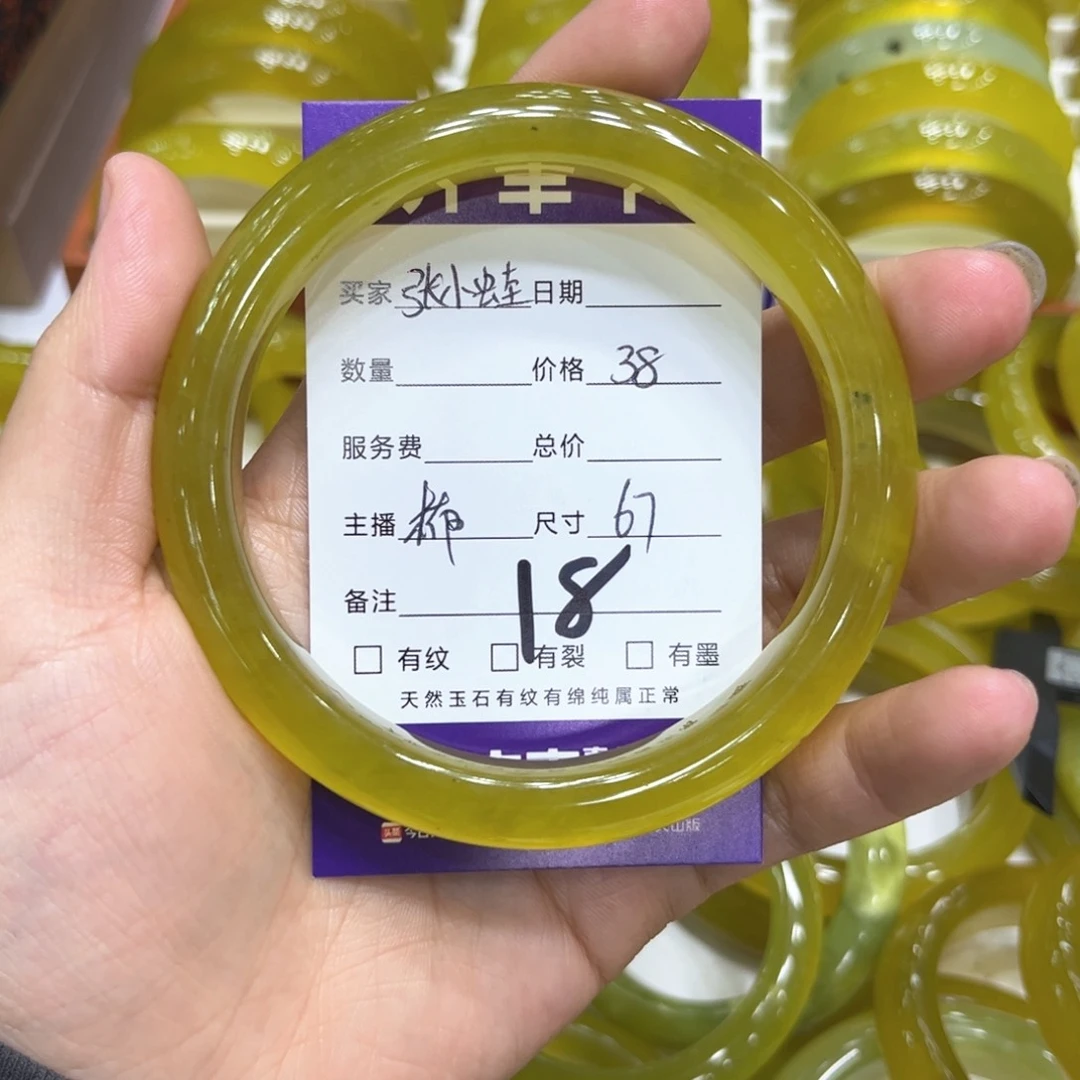 买家 张小蛙 日期
数量 价格 38
服务费 总价
主播 尺寸 67
备注 18
有纹 有裂 有墨
天然玉石有纹有绵纯属正常